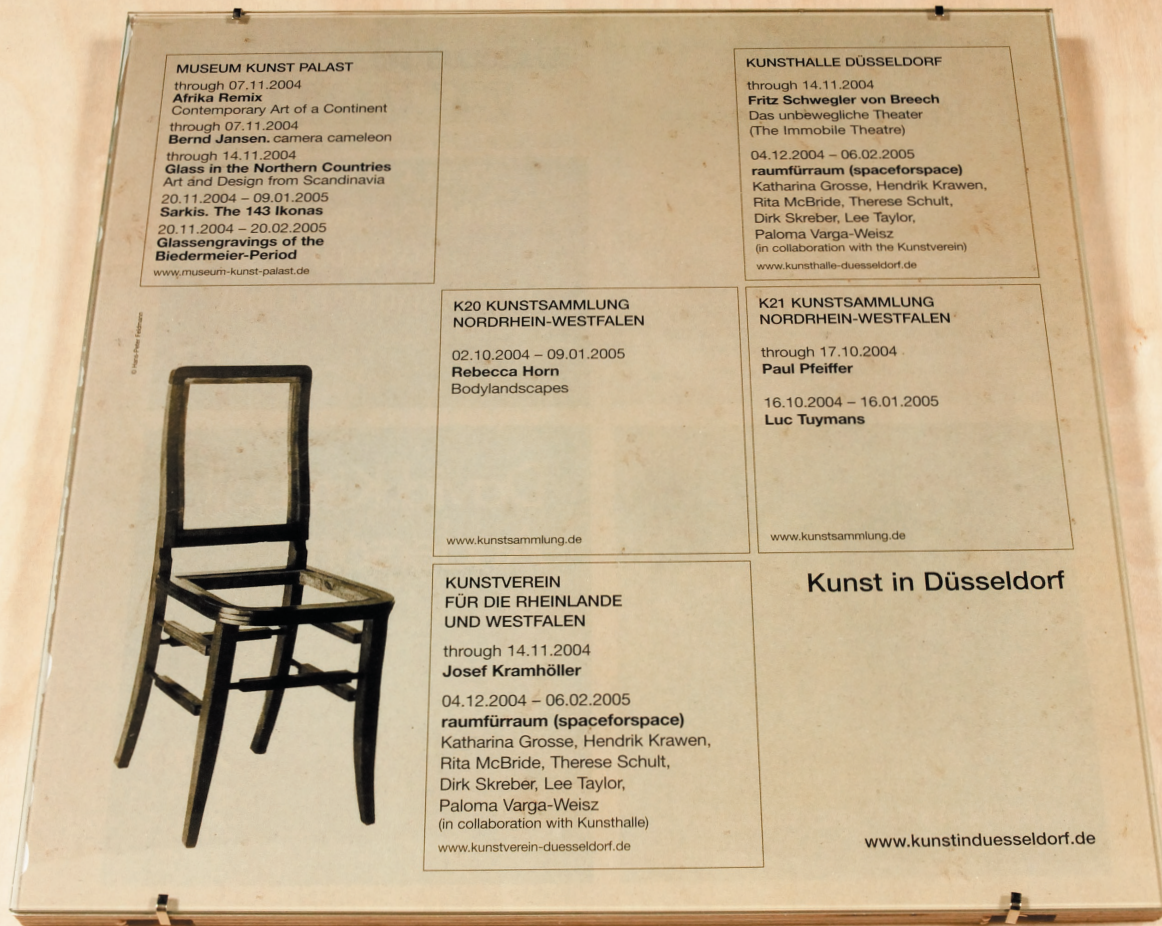 MUSEUM KUNST PALAST
through 07.11.2004
Afrika Remix
Contemporary Art of a Continent
through 07.11.2004
Bernd Jansen. camera cameleon
through 14.11.2004
Glass in the Northern Countries
Art and Design from Scandinavia
20.11.2004 – 09.01.2005
Sarkis. The 143 Ikonas
20.11.2004 – 20.02.2005
Glassengravings of the
Biedermeier-Period
www.museum-kunst-palast.de
KUNSTHALLE DÜSSELDORF
through 14.11.2004
Fritz Schwegler von Breech
Das unbewegliche Theater
(The Immobile Theatre)
04.12.2004 – 06.02.2005
raumfürraum (spaceforspace)
Katharina Grosse, Hendrik Krawen,
Rita McBride, Therese Schult,
Dirk Skreber, Lee Taylor,
Paloma Varga-Weisz
(in collaboration with the Kunstverein)
www.kunsthalle-duesseldorf.de
© Hans-Peter Feldmann
K20 KUNSTSAMMLUNG
NORDRHEIN-WESTFALEN
02.10.2004 – 09.01.2005
Rebecca Horn
Bodylandscapes
www.kunstsammlung.de
K21 KUNSTSAMMLUNG
NORDRHEIN-WESTFALEN
through 17.10.2004
Paul Pfeiffer
16.10.2004 – 16.01.2005
Luc Tuymans
www.kunstsammlung.de
KUNSTVEREIN
FÜR DIE RHEINLANDE
UND WESTFALEN
through 14.11.2004
Josef Kramhöller
04.12.2004 – 06.02.2005
raumfürraum (spaceforspace)
Katharina Grosse, Hendrik Krawen,
Rita McBride, Therese Schult,
Dirk Skreber, Lee Taylor,
Paloma Varga-Weisz
(in collaboration with Kunsthalle)
www.kunstverein-duesseldorf.de
Kunst in Düsseldorf
www.kunstinduesseldorf.de